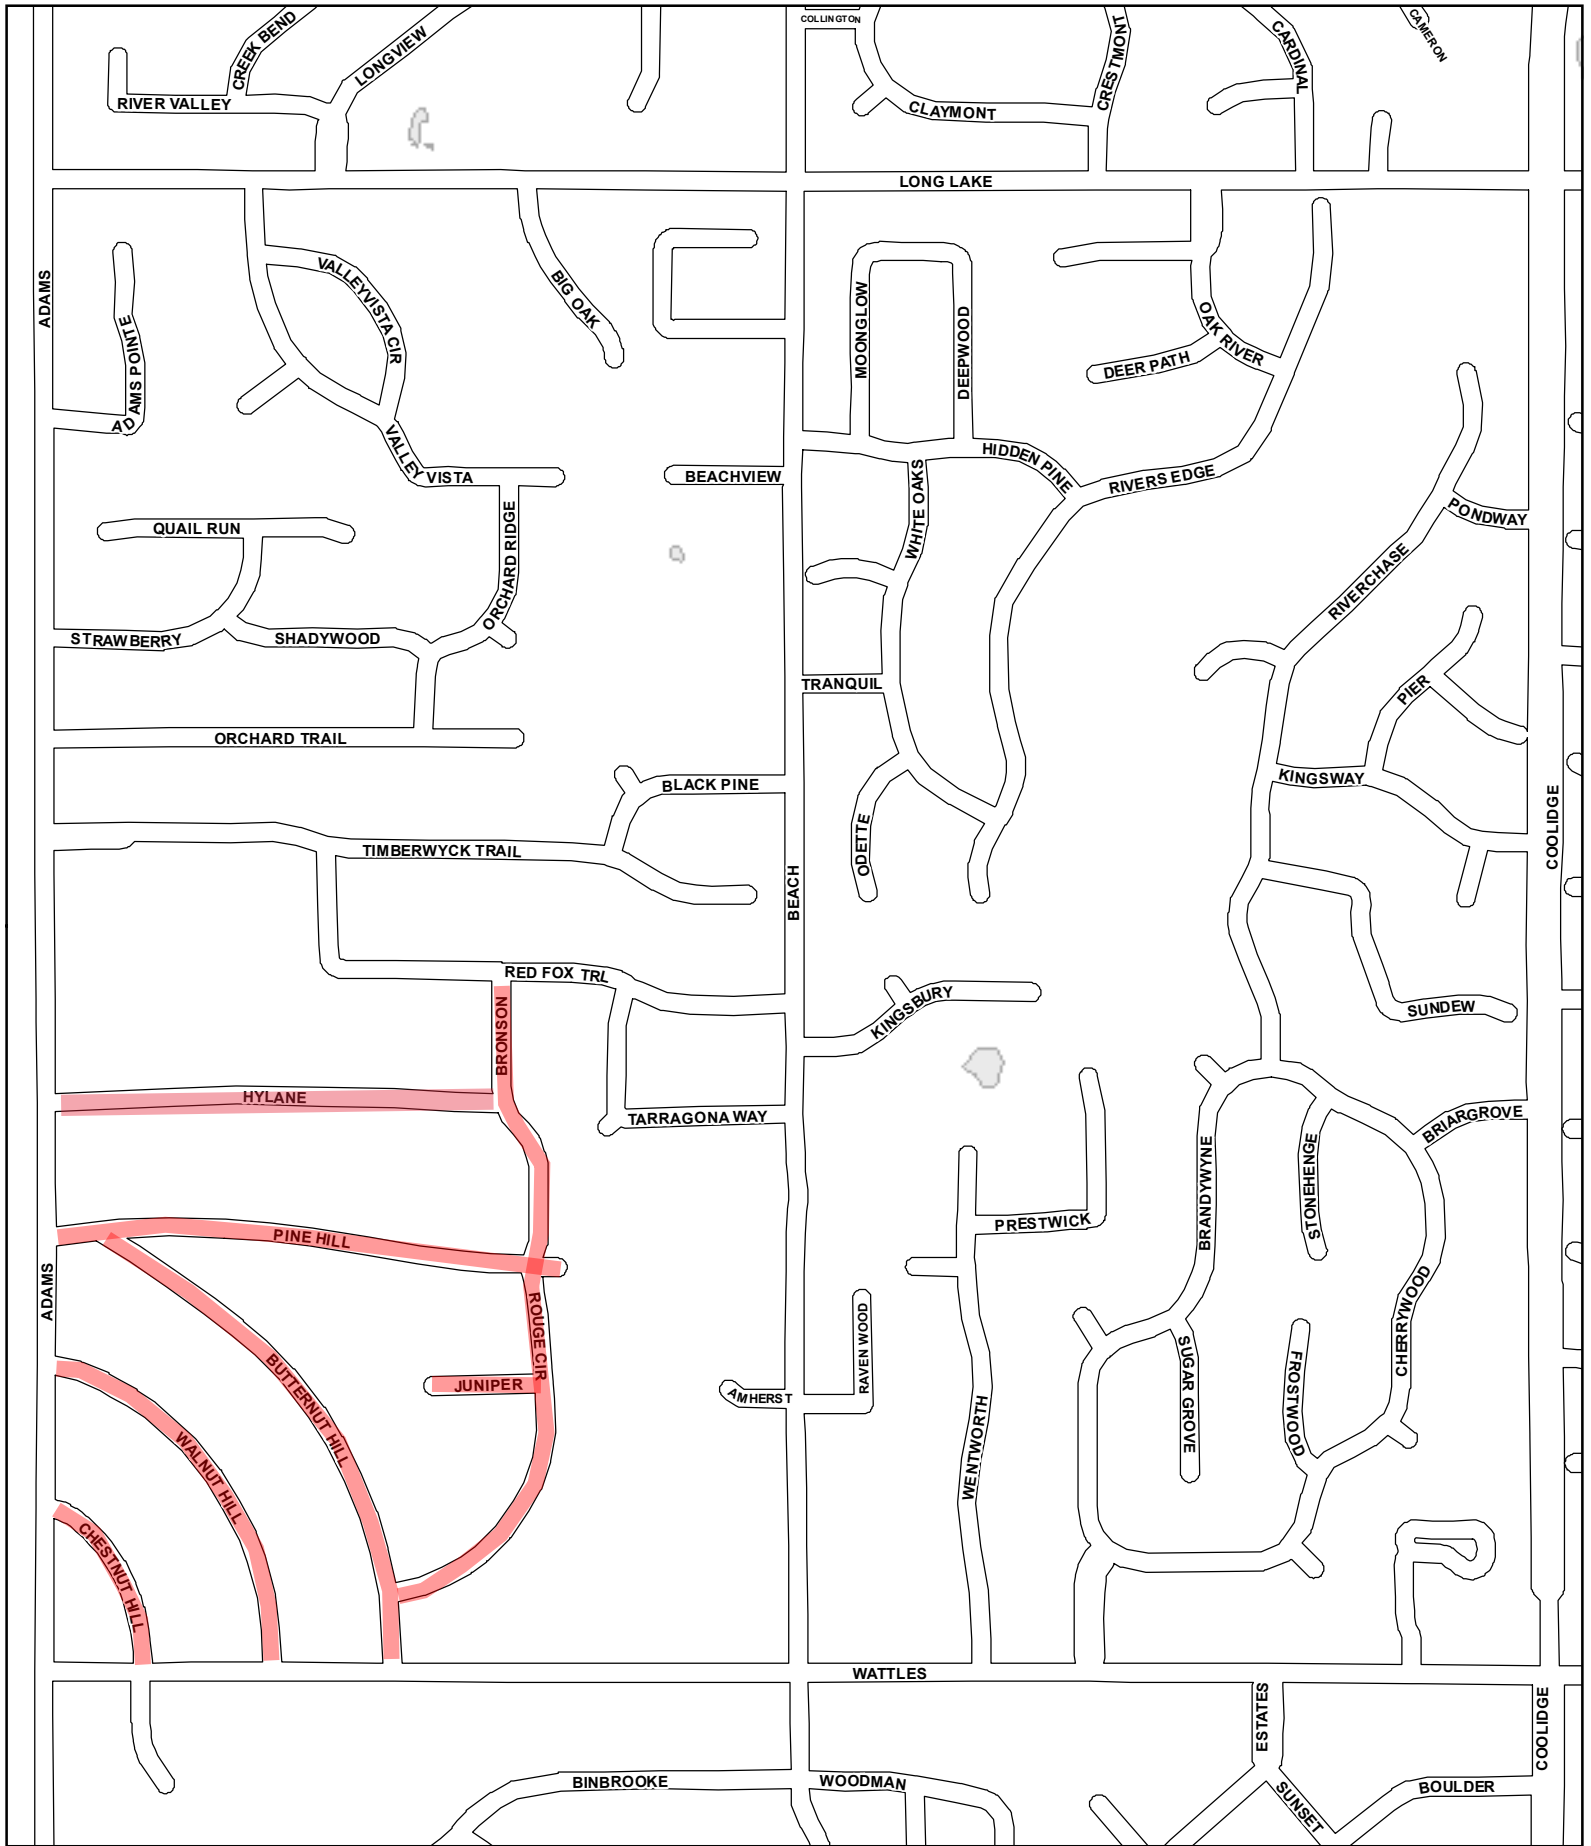 COLLINGTON
CREEK BEND
LONGVIEW
CRESTMONT
CARDINAL
CAMERON
RIVER VALLEY
CLAYMONT
LONG LAKE
ADAMS
VALLEYVISTA CIR
BIG OAK
MOONGLOW
DEEPWOOD
OAK RIVER
ADAMS POINTE
DEER PATH
VALLEY VISTA
BEACHVIEW
HIDDEN PINE
RIVERS EDGE
WHITE OAKS
PONDWAY
QUAIL RUN
ORCHARD RIDGE
RIVERCHASE
STRAWBERRY
SHADYWOOD
TRANQUIL
PIER
ORCHARD TRAIL
BLACK PINE
KINGSWAY
COOLIDGE
ODETTE
TIMBERWYCK TRAIL
BEACH
RED FOX TRL
KINGSBURY
SUNDEW
BRONSON
HYLANE
TARRAGONA WAY
BRIARGROVE
STONEHENGE
BRANDYWYNE
PRESTWICK
PINE HILL
ADAMS
ROUGE CIR
RAVEN WOOD
CHERRYWOOD
SUGAR GROVE
FROSTWOOD
JUNIPER
AMHERST
BUTTERNUT HILL
WENTWORTH
WALNUT HILL
CHESTNUT HILL
WATTLES
ESTATES
COOLIDGE
BINBROOKE
WOODMAN
SUNSET
BOULDER